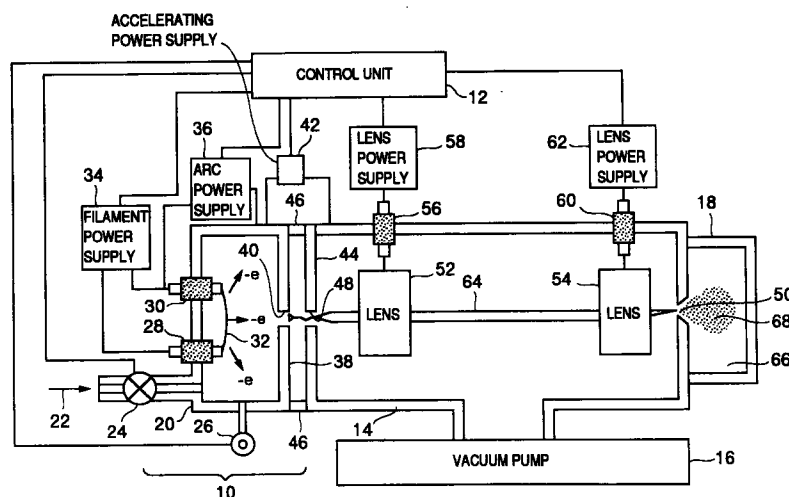 ACCELERATING
POWER SUPPLY
CONTROL UNIT
12
36
42
58
62
34
ARC
POWER
SUPPLY
LENS
POWER
SUPPLY
LENS
POWER
SUPPLY
FILAMENT
POWER
SUPPLY
46
56
60
18
40
44
52
54
30
-e
48
64
50
28
-e
32
LENS
LENS
68
-e
38
66
22
24
20
26
46
14
10
VACUUM PUMP
16